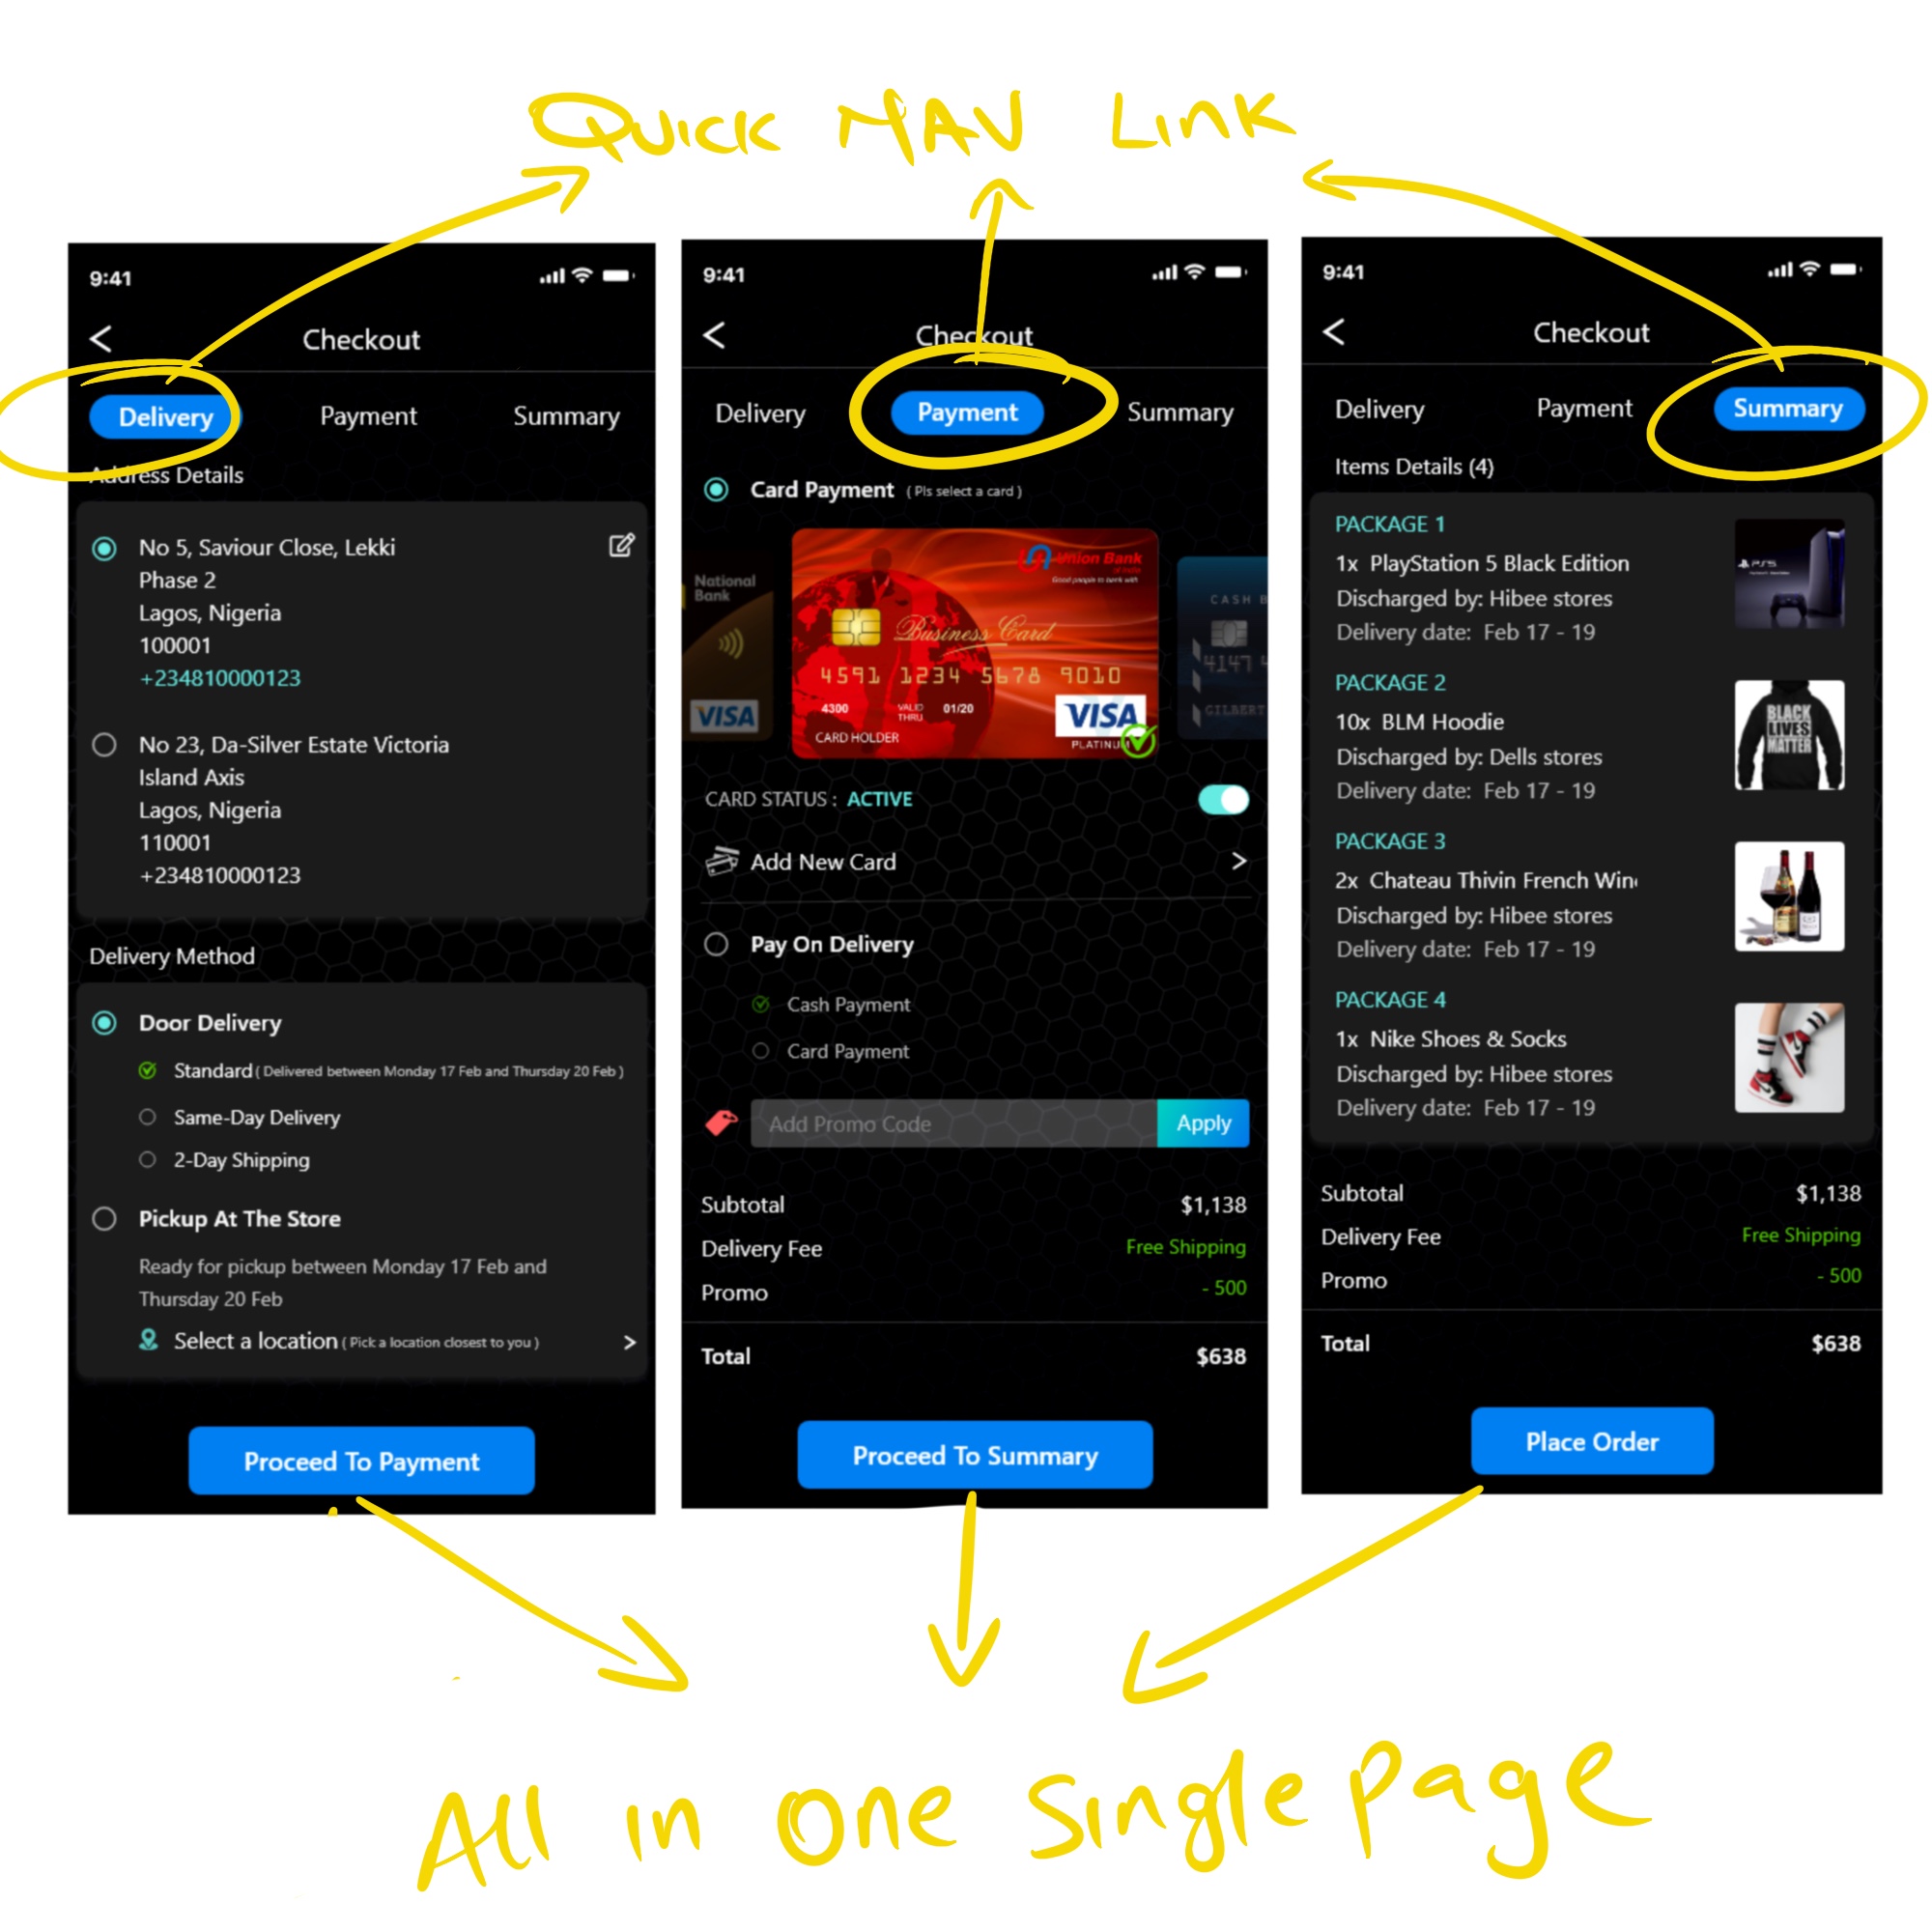 Quick NAV Link
9:41
Checkout
Delivery
Payment
Summary
Address Details
No 5, Saviour Close, Lekki
Phase 2
Lagos, Nigeria
100001
+234810000123
No 23, Da-Silver Estate Victoria
Island Axis
Lagos, Nigeria
110001
+234810000123
Delivery Method
Door Delivery
Standard ( Delivered between Monday 17 Feb and Thursday 20 Feb )
Same-Day Delivery
2-Day Shipping
Pickup At The Store
Ready for pickup between Monday 17 Feb and
Thursday 20 Feb
Select a location ( Pick a location closest to you )
Proceed To Payment
9:41
Checkout
Delivery
Payment
Summary
Card Payment ( Pls select a card )
National
Bank
VISA
Union Bank
of India
Good people to bank with
Business Card
4591 1234 5678 9010
4300 VALID THRU 01/20
CARD HOLDER
VISA
PLATINUM
CASH B
4147 4
GILBERT
CARD STATUS : ACTIVE
Add New Card
Pay On Delivery
Cash Payment
Card Payment
Add Promo Code
Apply
Subtotal $1,138
Delivery Fee Free Shipping
Promo - 500
Total $638
Proceed To Summary
9:41
Checkout
Delivery
Payment
Summary
Items Details (4)
PACKAGE 1
1x PlayStation 5 Black Edition
Discharged by: Hibee stores
Delivery date: Feb 17 - 19
PS5
PACKAGE 2
10x BLM Hoodie
Discharged by: Dells stores
Delivery date: Feb 17 - 19
BLACK
LIVES
MATTER
PACKAGE 3
2x Chateau Thivin French Win
Discharged by: Hibee stores
Delivery date: Feb 17 - 19
PACKAGE 4
1x Nike Shoes & Socks
Discharged by: Hibee stores
Delivery date: Feb 17 - 19
Subtotal $1,138
Delivery Fee Free Shipping
Promo - 500
Total $638
Place Order
All in One Single page